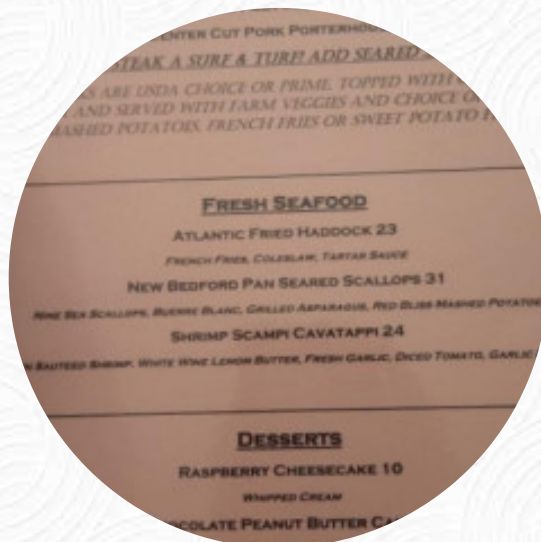 ENTER CUT PORK PORTERHOU
STEAK A SURF & TURF! ADD SEARED
ARE USDA CHOICE OR PRIME. TOPPED WITH
AND SERVED WITH FARM VEGGIES AND CHOICE
MASHED POTATOES, FRENCH FRIES OR SWEET POTATO
FRESH SEAFOOD
ATLANTIC FRIED HADDOCK 23
FRENCH FRIES, COLESLAW, TARTAR SAUCE
NEW BEDFORD PAN SEARED SCALLOPS 31
NINE SEA SCALLOPS, BUERRE BLANC, GRILLED ASPARAGUS, RED BLISS MASHED POTATOE
SHRIMP SCAMPI CAVATAPPI 24
SAUTEED SHRIMP, WHITE WINE LEMON BUTTER, FRESH GARLIC, DICED TOMATO, GARLIC
DESSERTS
RASPBERRY CHEESECAKE 10
WHIPPED CREAM
OCOLATE PEANUT BUTTER CA